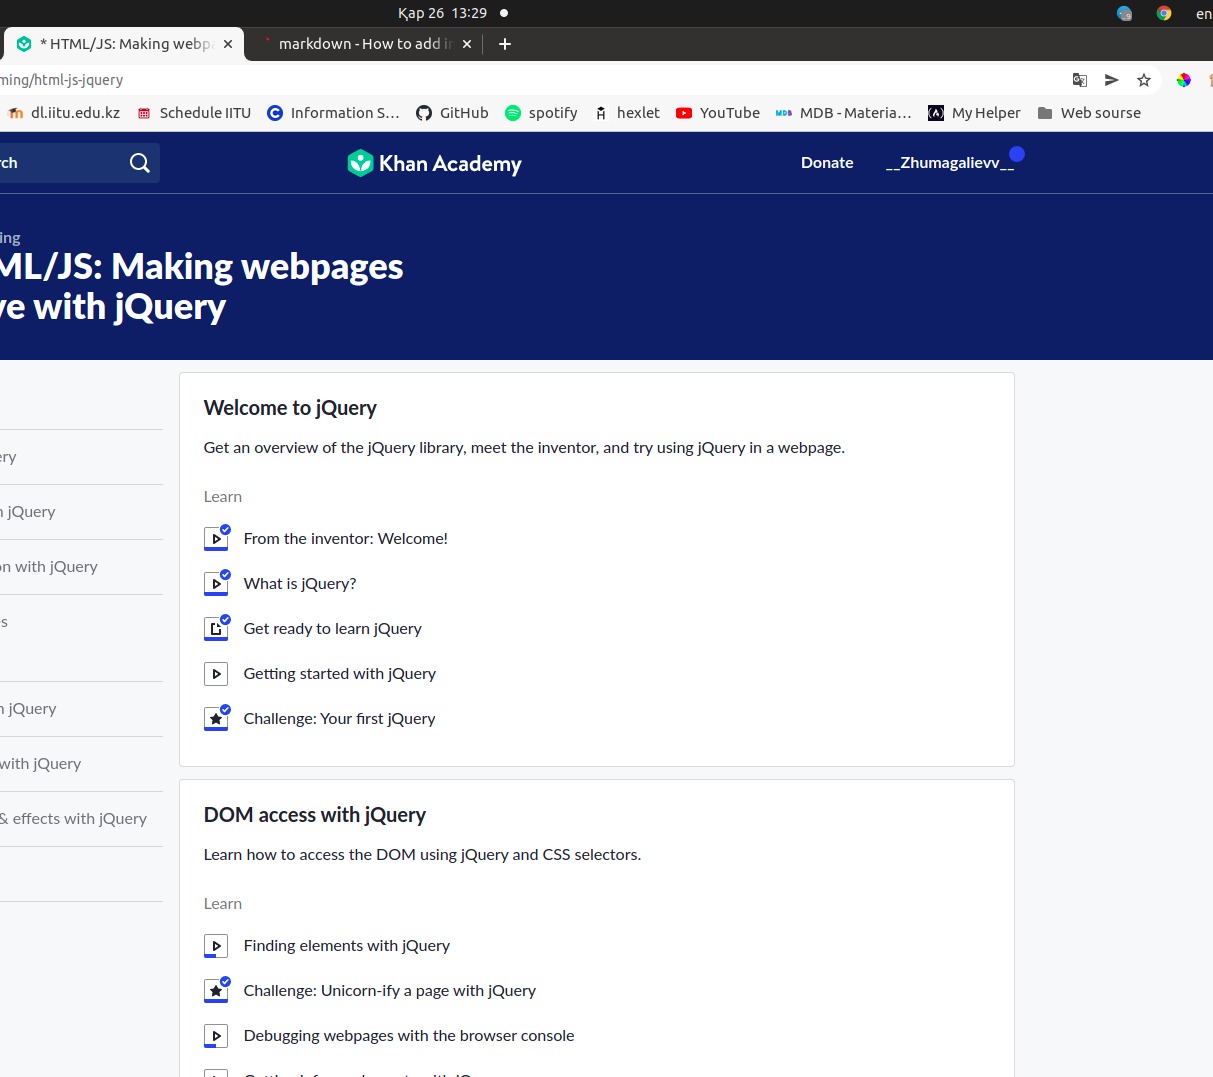 Қар 26 13:29
en
* HTML/JS: Making webpa
markdown - How to add in
ming/html-js-jquery
dl.iitu.edu.kz
Schedule IITU
Information S...
GitHub
spotify
hexlet
YouTube
MDB - Materia...
My Helper
Web sourse
rch
Khan Academy
Donate
__Zhumagalievv__
ing
ML/JS: Making webpages
ve with jQuery
ery
n jQuery
on with jQuery
s
n jQuery
with jQuery
& effects with jQuery
Welcome to jQuery
Get an overview of the jQuery library, meet the inventor, and try using jQuery in a webpage.
Learn
From the inventor: Welcome!
What is jQuery?
Get ready to learn jQuery
Getting started with jQuery
Challenge: Your first jQuery
DOM access with jQuery
Learn how to access the DOM using jQuery and CSS selectors.
Learn
Finding elements with jQuery
Challenge: Unicorn-ify a page with jQuery
Debugging webpages with the browser console